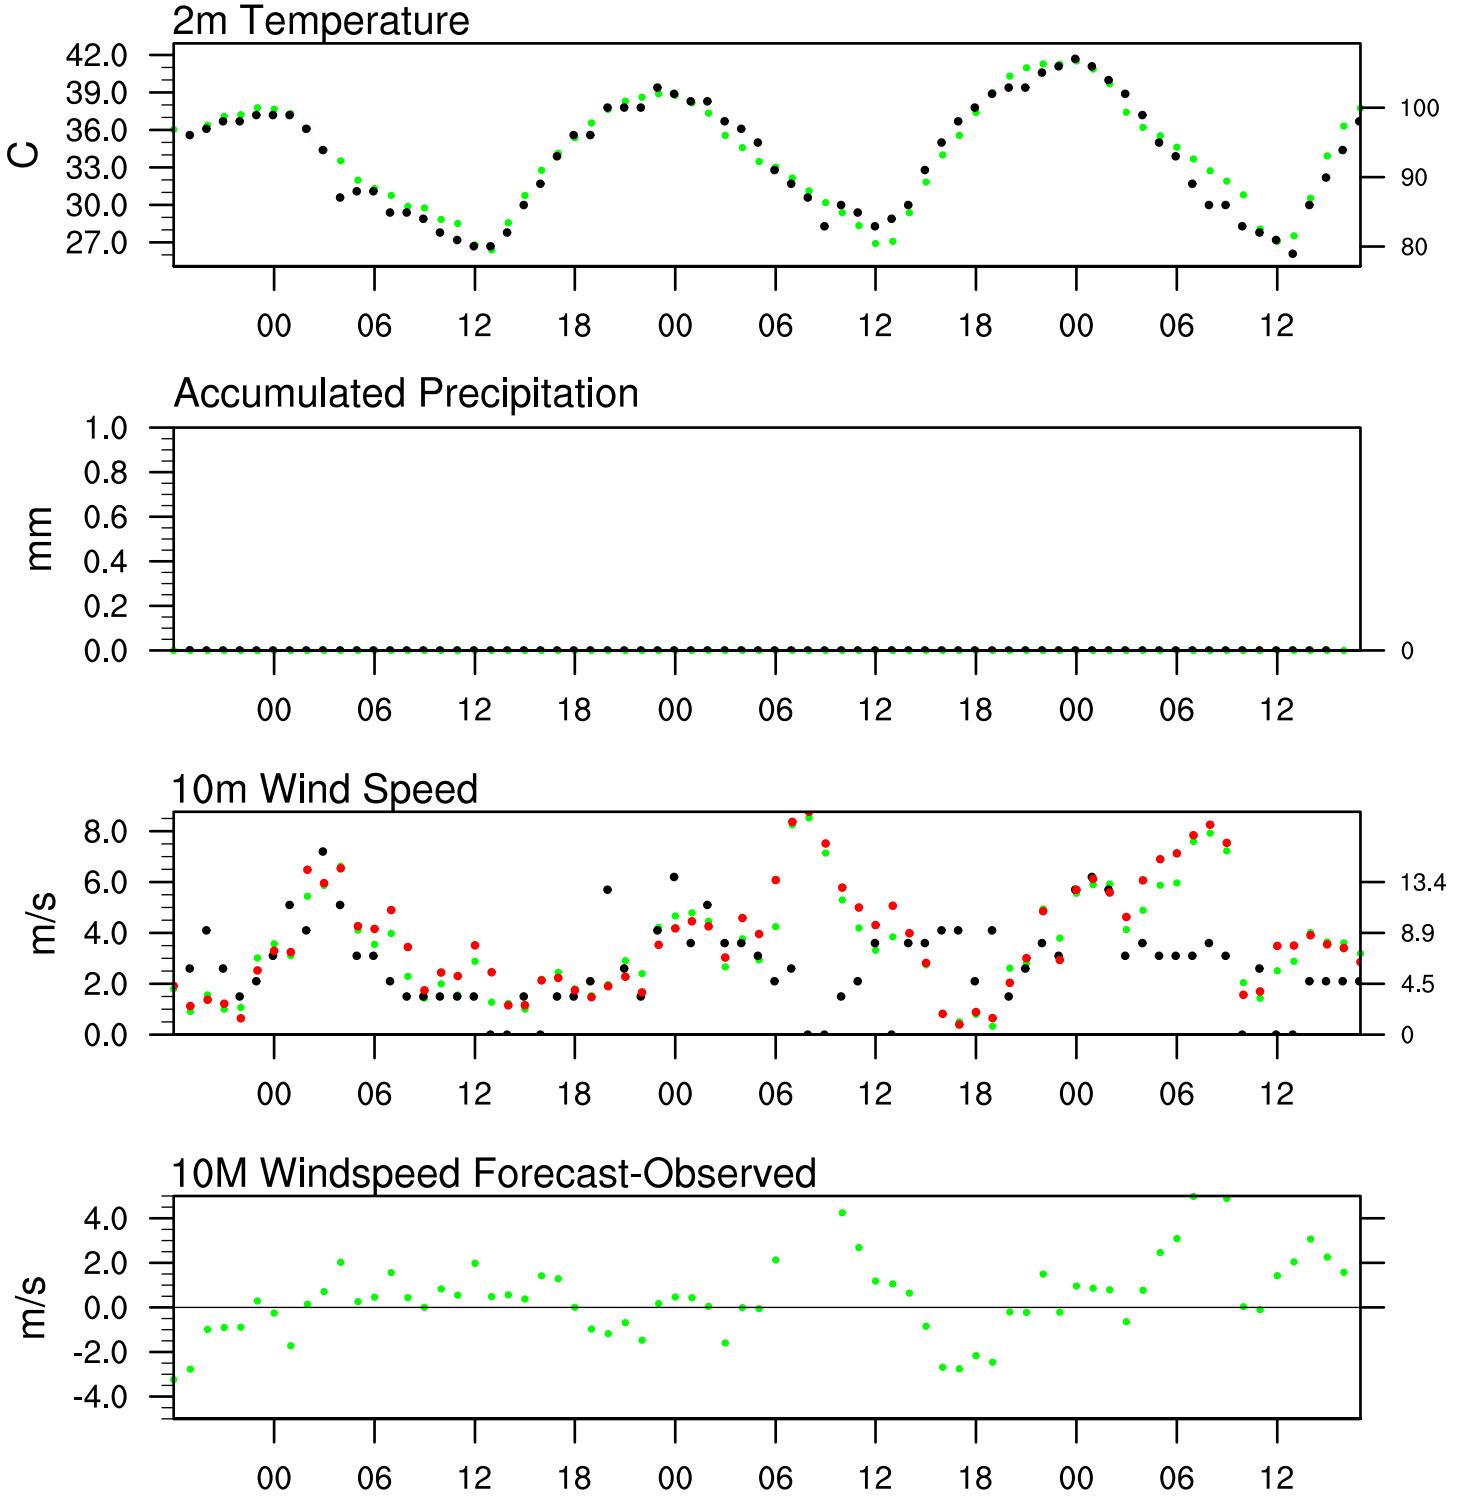 2m Temperature
42.0
39.0
36.0
33.0
30.0
27.0
C
100
90
80
00 06 12 18 00 06 12 18 00 06 12
Accumulated Precipitation
1.0
0.8
0.6
0.4
0.2
0.0
mm
0
00 06 12 18 00 06 12 18 00 06 12
10m Wind Speed
8.0
6.0
4.0
2.0
0.0
m/s
13.4
8.9
4.5
0
00 06 12 18 00 06 12 18 00 06 12
10M Windspeed Forecast-Observed
4.0
2.0
0.0
-2.0
-4.0
m/s
00 06 12 18 00 06 12 18 00 06 12